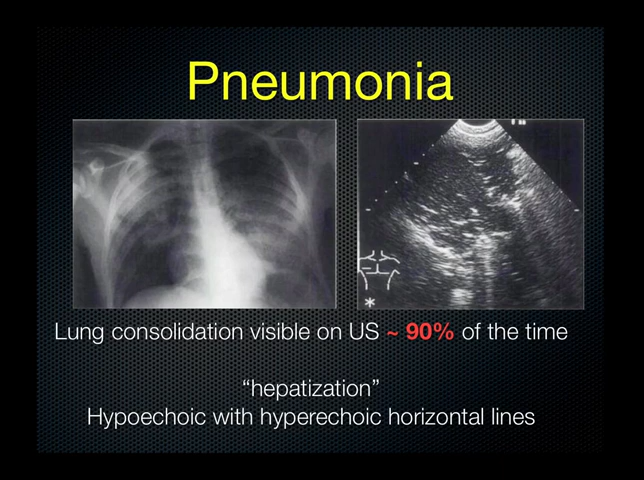 Pneumonia
Lung consolidation visible on US ~ 90% of the time
“hepatization”
Hypoechoic with hyperechoic horizontal lines